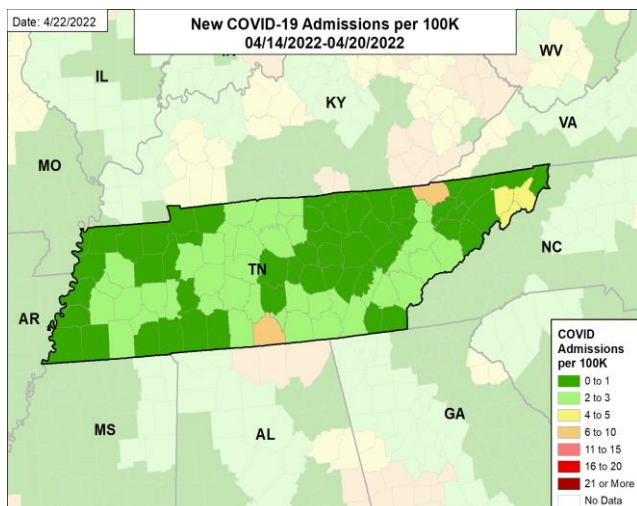 Date: 4/22/2022
New COVID-19 Admissions per 100K
04/14/2022-04/20/2022
WV
IL
KY
VA
MO
TN
NC
AR
MS
AL
GA
COVID
Admissions
per 100K
0 to 1
2 to 3
4 to 5
6 to 10
11 to 15
16 to 20
21 or More
No Data